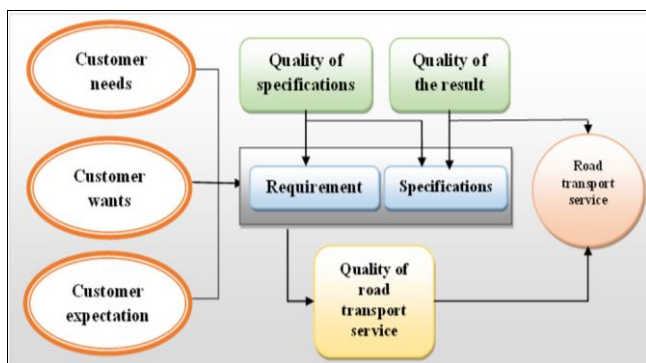 Customer
needs
Quality of
specifications
Quality of
the result
Customer
wants
Requirement
Specifications
Road
transport
service
Customer
expectation
Quality of
road
transport
service